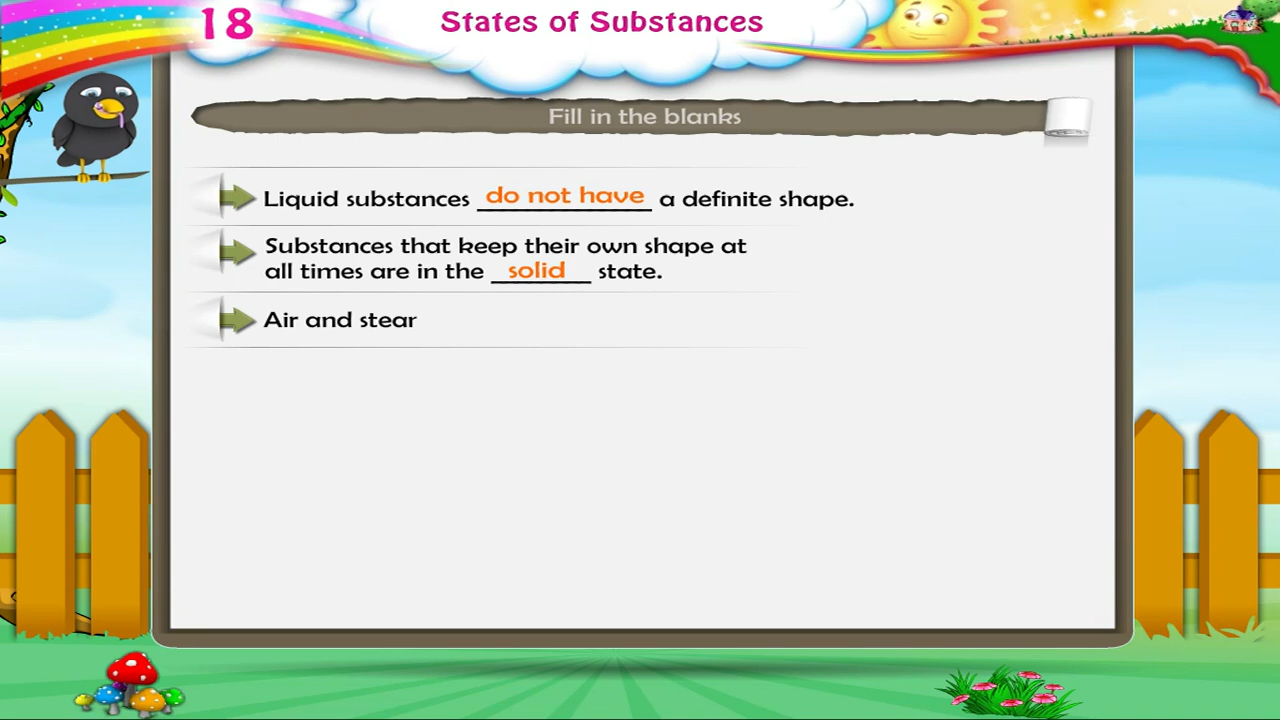 18
States of Substances
Fill in the blanks
Liquid substances do not have a definite shape.
Substances that keep their own shape at
all times are in the solid state.
Air and stear